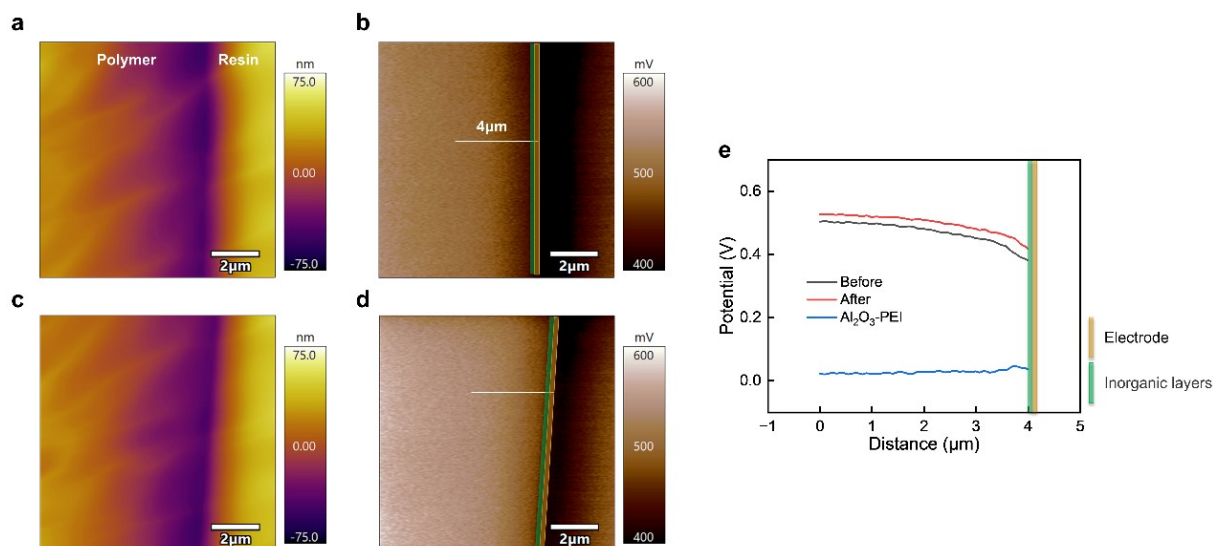 a
Polymer
Resin
2μm
nm
75.0
0.00
-75.0
b
4μm
2μm
mV
600
500
400
c
2μm
nm
75.0
0.00
-75.0
d
2μm
mV
600
500
400
e
Potential (V)
0.6
0.4
0.2
0.0
Before
After
Al₂O₃-PEI
−1 0 1 2 3 4 5
Distance (μm)
Electrode
Inorganic layers